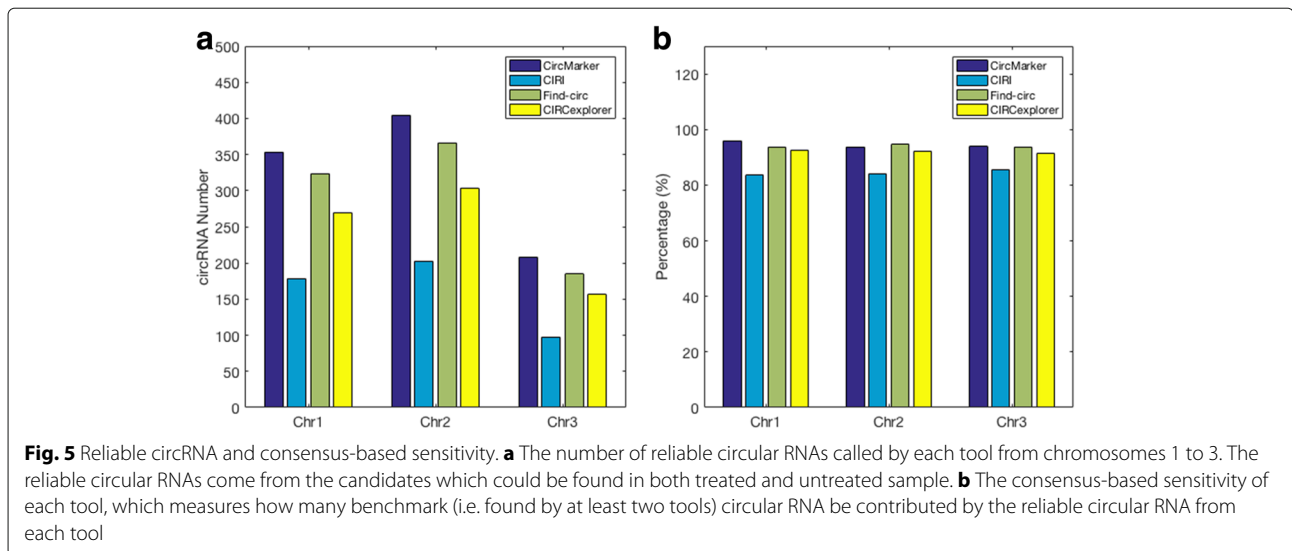 a
500
450
400
350
300
250
200
150
100
50
0
circRNA Number
Chr1 Chr2 Chr3
CircMarker
CIRI
Find-circ
CIRCexplorer
b
120
100
80
60
40
20
0
Percentage (%)
Chr1 Chr2 Chr3
CircMarker
CIRI
Find-circ
CIRCexplorer
Fig. 5 Reliable circRNA and consensus-based sensitivity. a The number of reliable circular RNAs called by each tool from chromosomes 1 to 3. The
reliable circular RNAs come from the candidates which could be found in both treated and untreated sample. b The consensus-based sensitivity of
each tool, which measures how many benchmark (i.e. found by at least two tools) circular RNA be contributed by the reliable circular RNA from
each tool